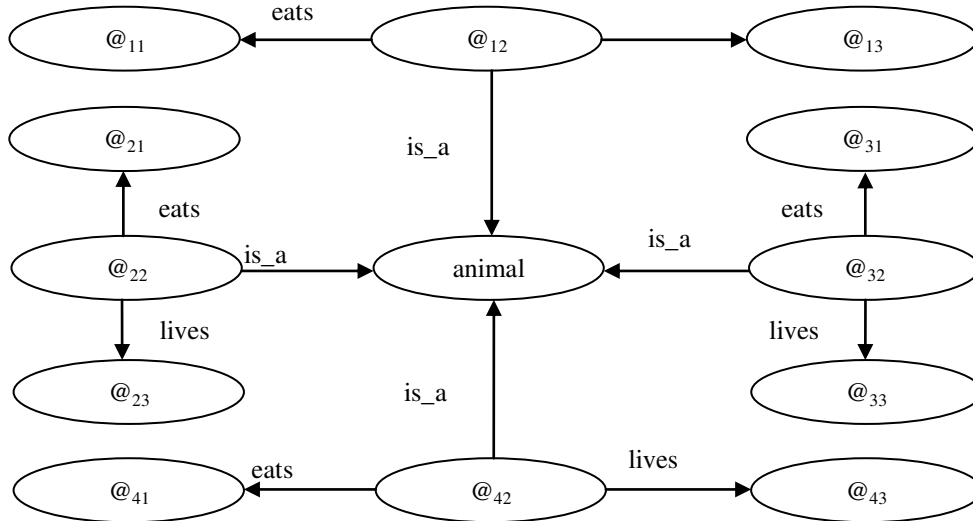 eats
@11 @12 @13
@21 is_a @31
eats eats
is_a
@22 is_a animal @32
lives lives
@23 is_a @33
eats lives
@41 @42 @43